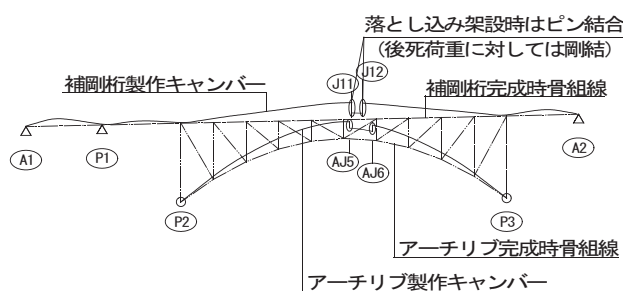 落とし込み架設時はピン結合
(後死荷重に対しては剛結)
J11
J12
補剛桁製作キャンバー
補剛桁完成時骨組線
A1
P1
A2
AJ5
AJ6
P2
P3
アーチリブ完成時骨組線
アーチリブ製作キャンバー